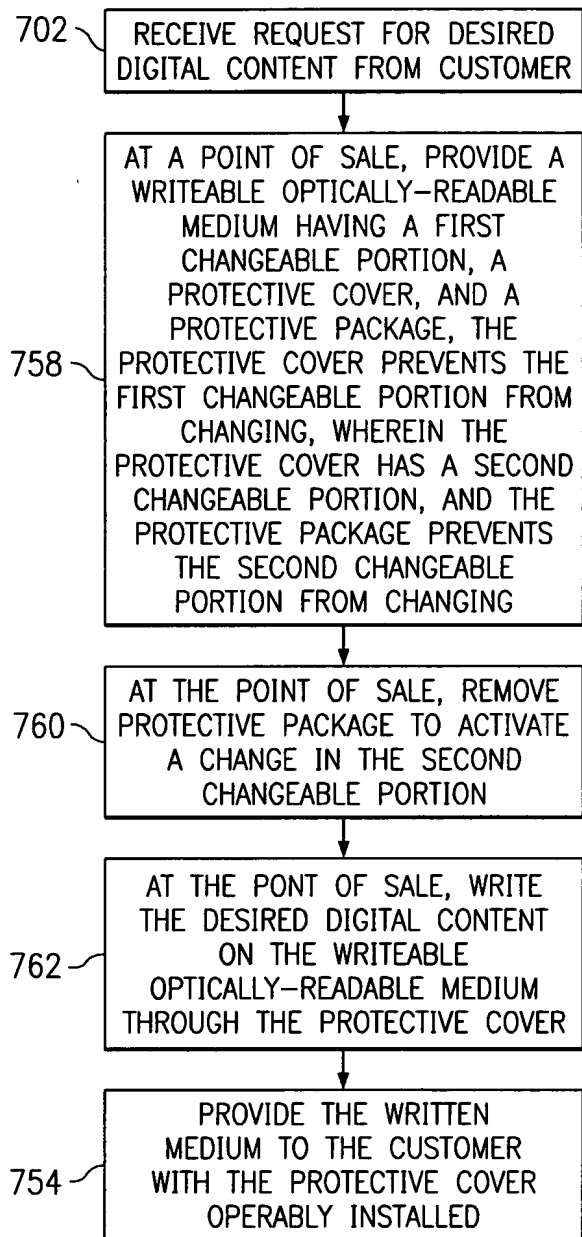 702
RECEIVE REQUEST FOR DESIRED
DIGITAL CONTENT FROM CUSTOMER
758
AT A POINT OF SALE, PROVIDE A
WRITEABLE OPTICALLY-READABLE
MEDIUM HAVING A FIRST
CHANGEABLE PORTION, A
PROTECTIVE COVER, AND A
PROTECTIVE PACKAGE, THE
PROTECTIVE COVER PREVENTS THE
FIRST CHANGEABLE PORTION FROM
CHANGING, WHEREIN THE
PROTECTIVE COVER HAS A SECOND
CHANGEABLE PORTION, AND THE
PROTECTIVE PACKAGE PREVENTS
THE SECOND CHANGEABLE
PORTION FROM CHANGING
760
AT THE POINT OF SALE, REMOVE
PROTECTIVE PACKAGE TO ACTIVATE
A CHANGE IN THE SECOND
CHANGEABLE PORTION
762
AT THE PONT OF SALE, WRITE
THE DESIRED DIGITAL CONTENT
ON THE WRITEABLE
OPTICALLY-READABLE MEDIUM
THROUGH THE PROTECTIVE COVER
754
PROVIDE THE WRITTEN
MEDIUM TO THE CUSTOMER
WITH THE PROTECTIVE COVER
OPERABLY INSTALLED